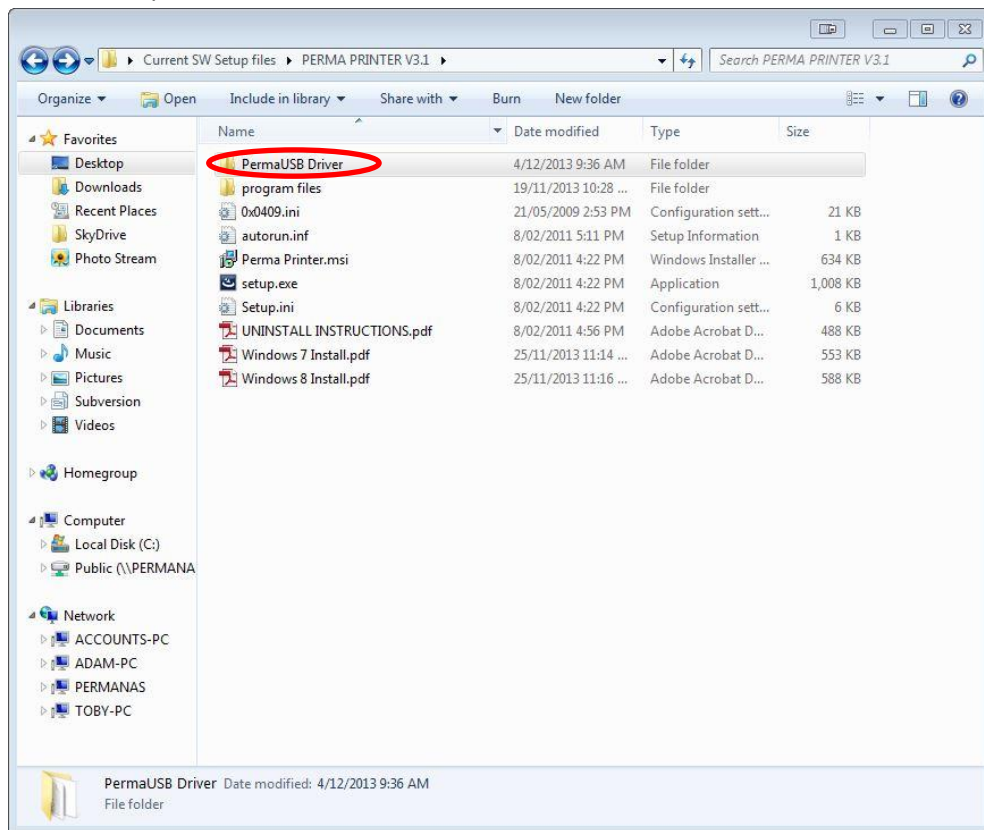 Current SW Setup files ▸ PERMA PRINTER V3.1 ▸
Search PERMA PRINTER V3.1
Organize Open Include in library Share with Burn New folder
Name Date modified Type Size
Favorites
Desktop
Downloads
Recent Places
SkyDrive
Photo Stream
Libraries
Documents
Music
Pictures
Subversion
Videos
Homegroup
Computer
Local Disk (C:)
Public (\\PERMANA
Network
ACCOUNTS-PC
ADAM-PC
PERMANAS
TOBY-PC
PermaUSB Driver 4/12/2013 9:36 AM File folder
program files 19/11/2013 10:28 ... File folder
0x0409.ini 21/05/2009 2:53 PM Configuration sett... 21 KB
autorun.inf 8/02/2011 5:11 PM Setup Information 1 KB
Perma Printer.msi 8/02/2011 4:22 PM Windows Installer ... 634 KB
setup.exe 8/02/2011 4:22 PM Application 1,008 KB
Setup.ini 8/02/2011 4:22 PM Configuration sett... 6 KB
UNINSTALL INSTRUCTIONS.pdf 8/02/2011 4:56 PM Adobe Acrobat D... 488 KB
Windows 7 Install.pdf 25/11/2013 11:14 ... Adobe Acrobat D... 553 KB
Windows 8 Install.pdf 25/11/2013 11:16 ... Adobe Acrobat D... 588 KB
PermaUSB Driver Date modified: 4/12/2013 9:36 AM
File folder